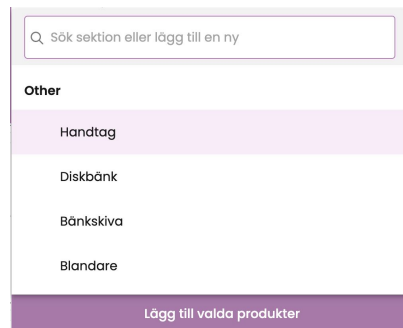 Sök sektion eller lägg till en ny
Other
Handtag
Diskbänk
Bänkskiva
Blandare
Lägg till valda produkter